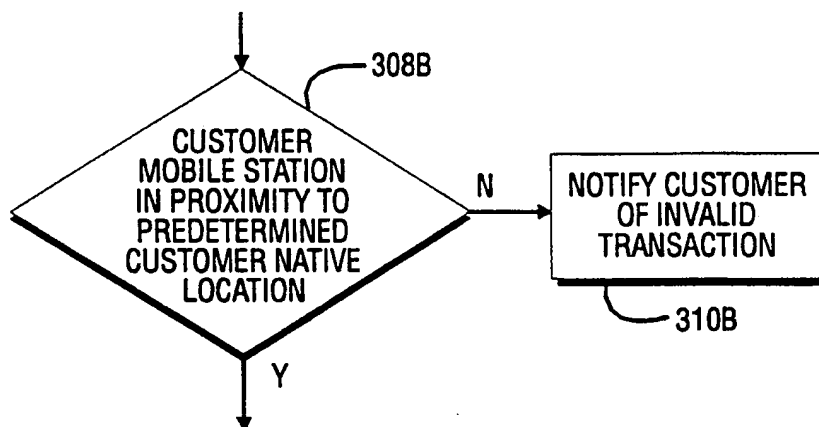 308B
CUSTOMER
MOBILE STATION
IN PROXIMITY TO
PREDETERMINED
CUSTOMER NATIVE
LOCATION
N
NOTIFY CUSTOMER
OF INVALID
TRANSACTION
310B
Y